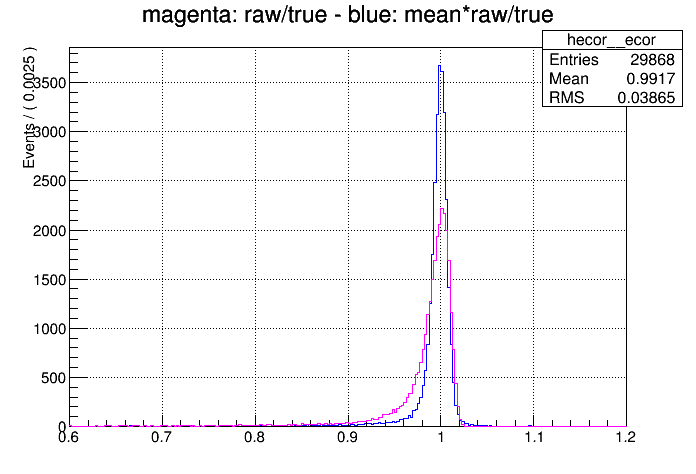 magenta: raw/true - blue: mean*raw/true
hecor__ecor
Entries 29868
Mean 0.9917
RMS 0.03865
Events / ( 0.0025 )
3500
3000
2500
2000
1500
1000
500
0
0.6 0.7 0.8 0.9 1 1.1 1.2